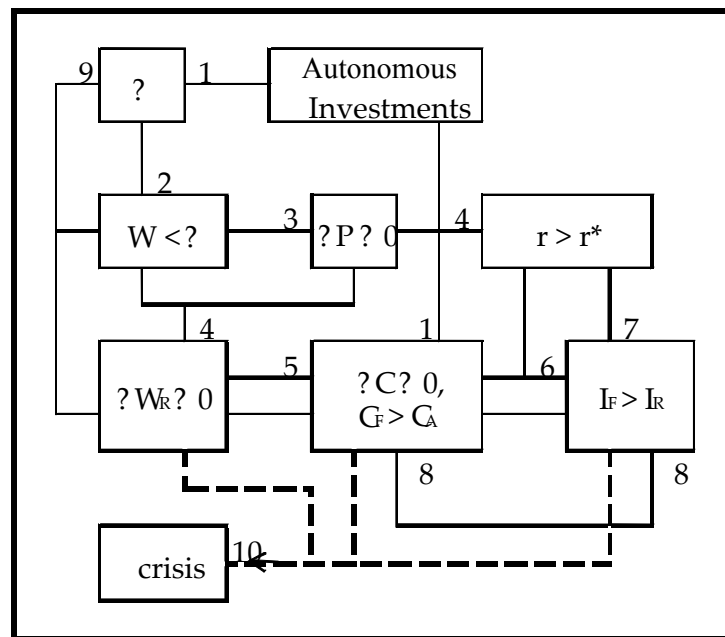 9
?
1
Autonomous
Investments
2
W < ?
3
? P ? 0
4
r > r*
4
1
7
? WR ? 0
5
? C ? 0,
CF > CA
6
IF > IR
8
8
crisis
10